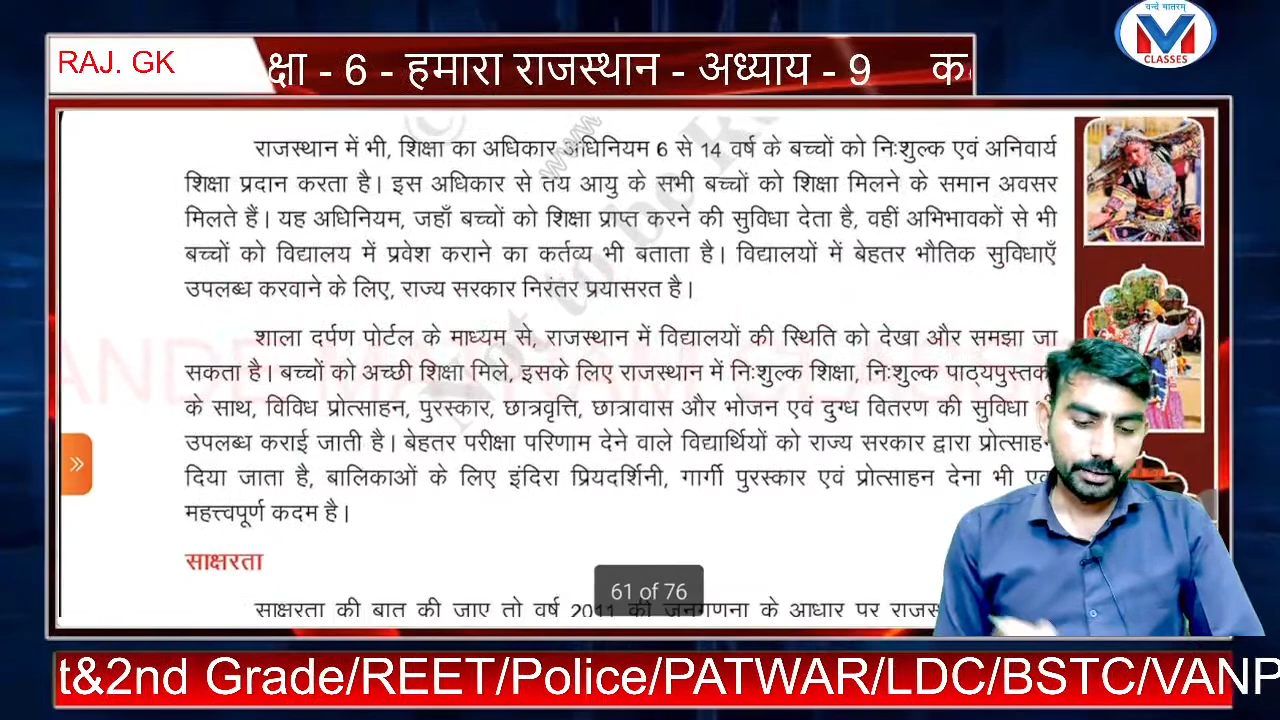 वन्दे मातरम्
CLASSES
RAJ. GK
क्षा - 6 - हमारा राजस्थान - अध्याय - 9
राजस्थान में भी, शिक्षा का अधिकार अधिनियम 6 से 14 वर्ष के बच्चों को निःशुल्क एवं अनिवार्य
शिक्षा प्रदान करता है। इस अधिकार से तय आयु के सभी बच्चों को शिक्षा मिलने के समान अवसर
मिलते हैं। यह अधिनियम, जहाँ बच्चों को शिक्षा प्राप्त करने की सुविधा देता है, वहीं अभिभावकों से भी
बच्चों को विद्यालय में प्रवेश कराने का कर्तव्य भी बताता है। विद्यालयों में बेहतर भौतिक सुविधाएँ
उपलब्ध करवाने के लिए, राज्य सरकार निरंतर प्रयासरत है।
शाला दर्पण पोर्टल के माध्यम से, राजस्थान में विद्यालयों की स्थिति को देखा और समझा जा
सकता है। बच्चों को अच्छी शिक्षा मिले, इसके लिए राजस्थान में निःशुल्क शिक्षा, निःशुल्क पाठ्यपुस्तक
के साथ, विविध प्रोत्साहन, पुरस्कार, छात्रवृत्ति, छात्रावास और भोजन एवं दुग्ध वितरण की सुविधा
उपलब्ध कराई जाती है। बेहतर परीक्षा परिणाम देने वाले विद्यार्थियों को राज्य सरकार द्वारा
दिया जाता है, बालिकाओं के लिए इंदिरा प्रियदर्शिनी, गार्गी पुरस्कार एवं प्रोत्साहन देना भी
महत्त्वपूर्ण कदम है।
साक्षरता
61 of 76
साक्षरता की बात की जाए तो वर्ष 2011 की जनगणना के आधार पर
t&2nd Grade/REET/Police/PATWAR/LDC/BSTC/VANP